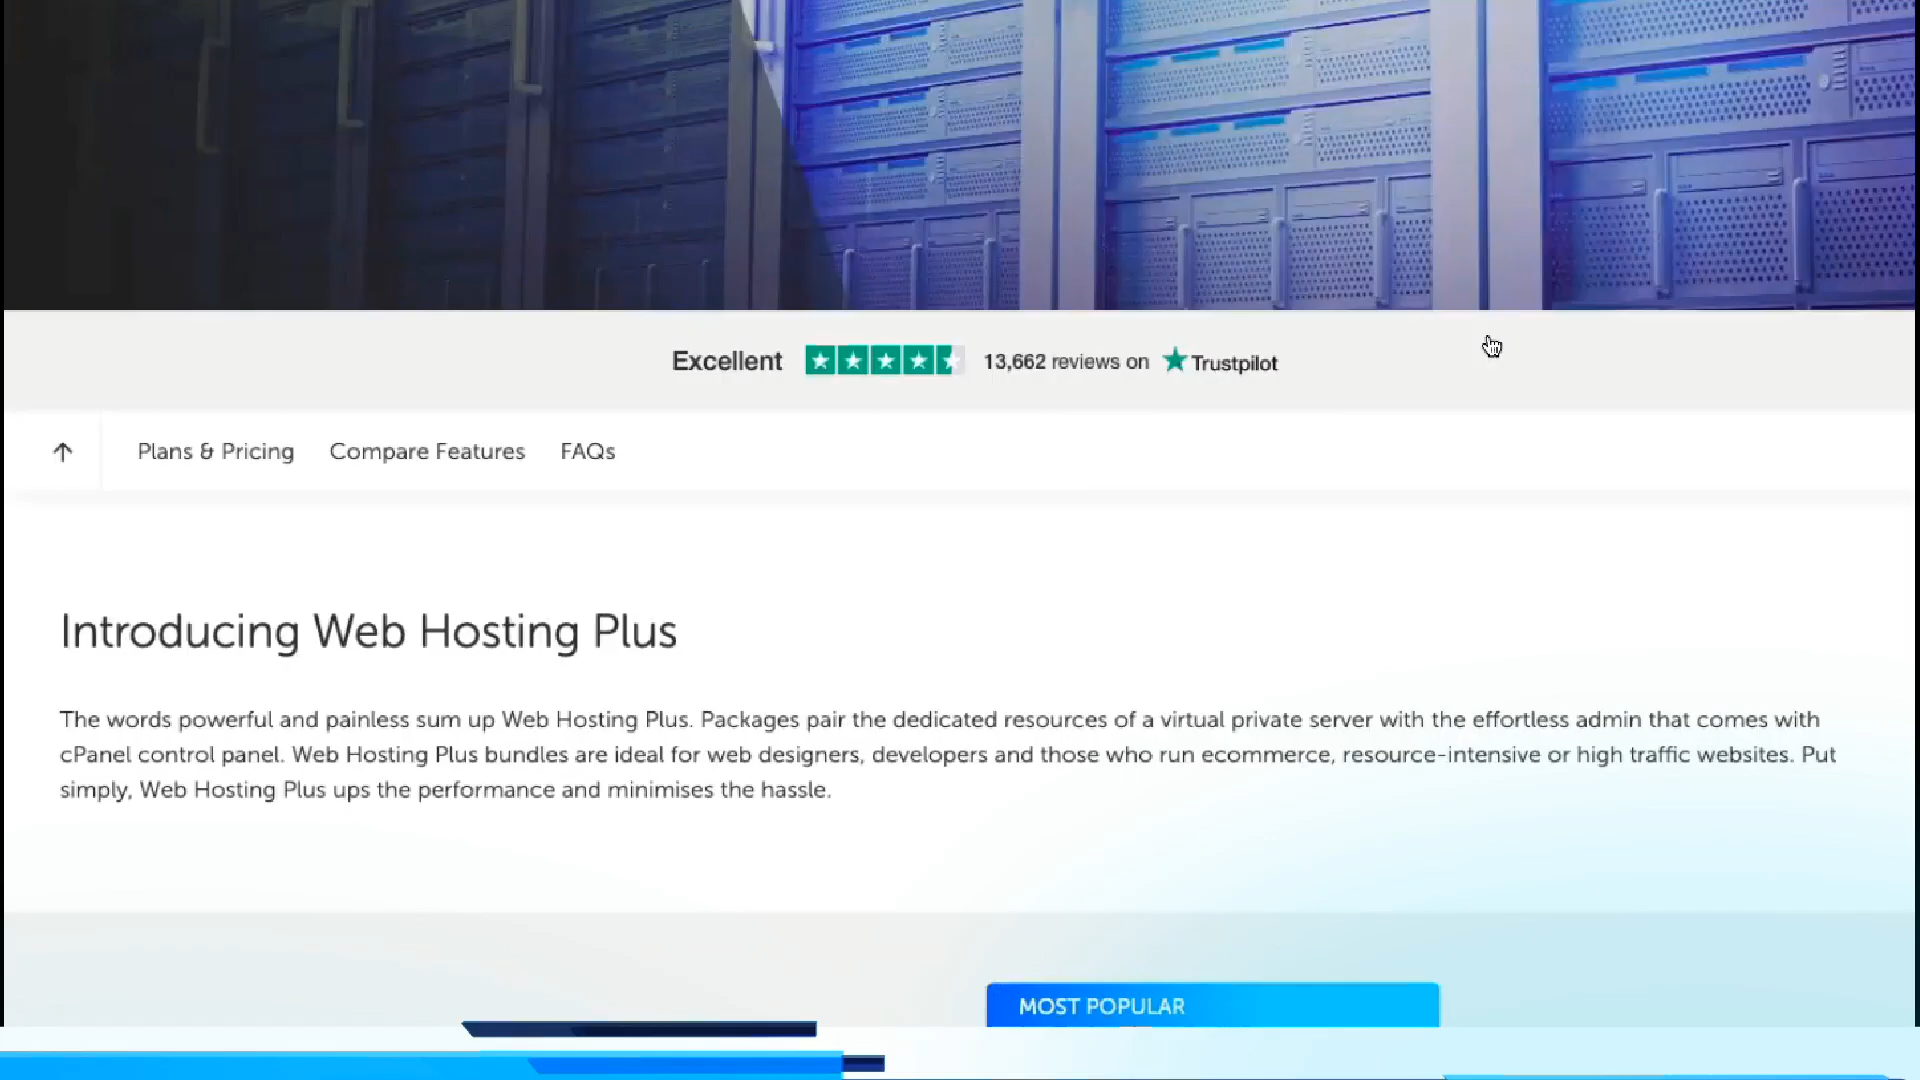 Excellent 13,662 reviews on Trustpilot
Plans & Pricing Compare Features FAQs
Introducing Web Hosting Plus
The words powerful and painless sum up Web Hosting Plus. Packages pair the dedicated resources of a virtual private server with the effortless admin that comes with
cPanel control panel. Web Hosting Plus bundles are ideal for web designers, developers and those who run ecommerce, resource-intensive or high traffic websites. Put
simply, Web Hosting Plus ups the performance and minimises the hassle.
MOST POPULAR